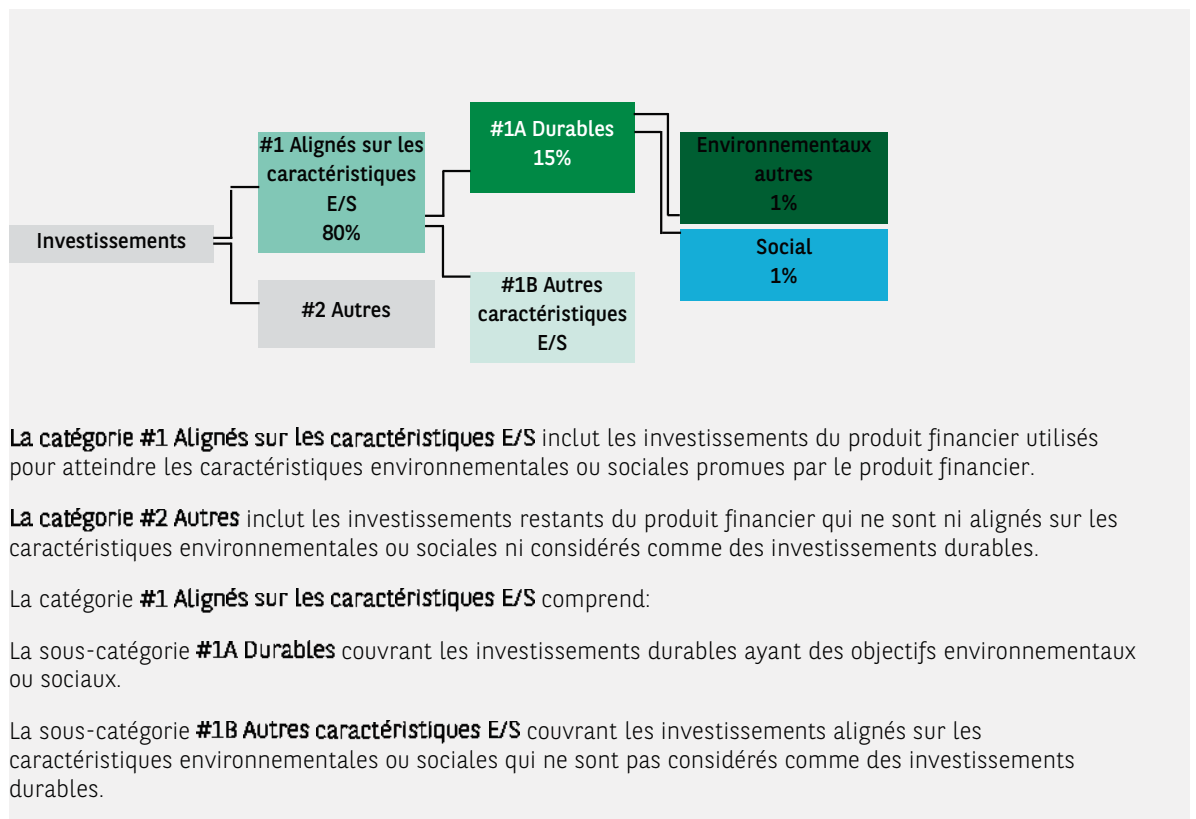 #1A Durables
15%
#1 Alignés sur les
caractéristiques
E/S
80%
Environnementaux
autres
1%
Investissements
Social
1%
#2 Autres
#1B Autres
caractéristiques
E/S
La catégorie #1 Alignés sur les caractéristiques E/S inclut les investissements du produit financier utilisés
pour atteindre les caractéristiques environnementales ou sociales promues par le produit financier.
La catégorie #2 Autres inclut les investissements restants du produit financier qui ne sont ni alignés sur les
caractéristiques environnementales ou sociales ni considérés comme des investissements durables.
La catégorie #1 Alignés sur les caractéristiques E/S comprend:
La sous-catégorie #1A Durables couvrant les investissements durables ayant des objectifs environnementaux
ou sociaux.
La sous-catégorie #1B Autres caractéristiques E/S couvrant les investissements alignés sur les
caractéristiques environnementales ou sociales qui ne sont pas considérés comme des investissements
durables.